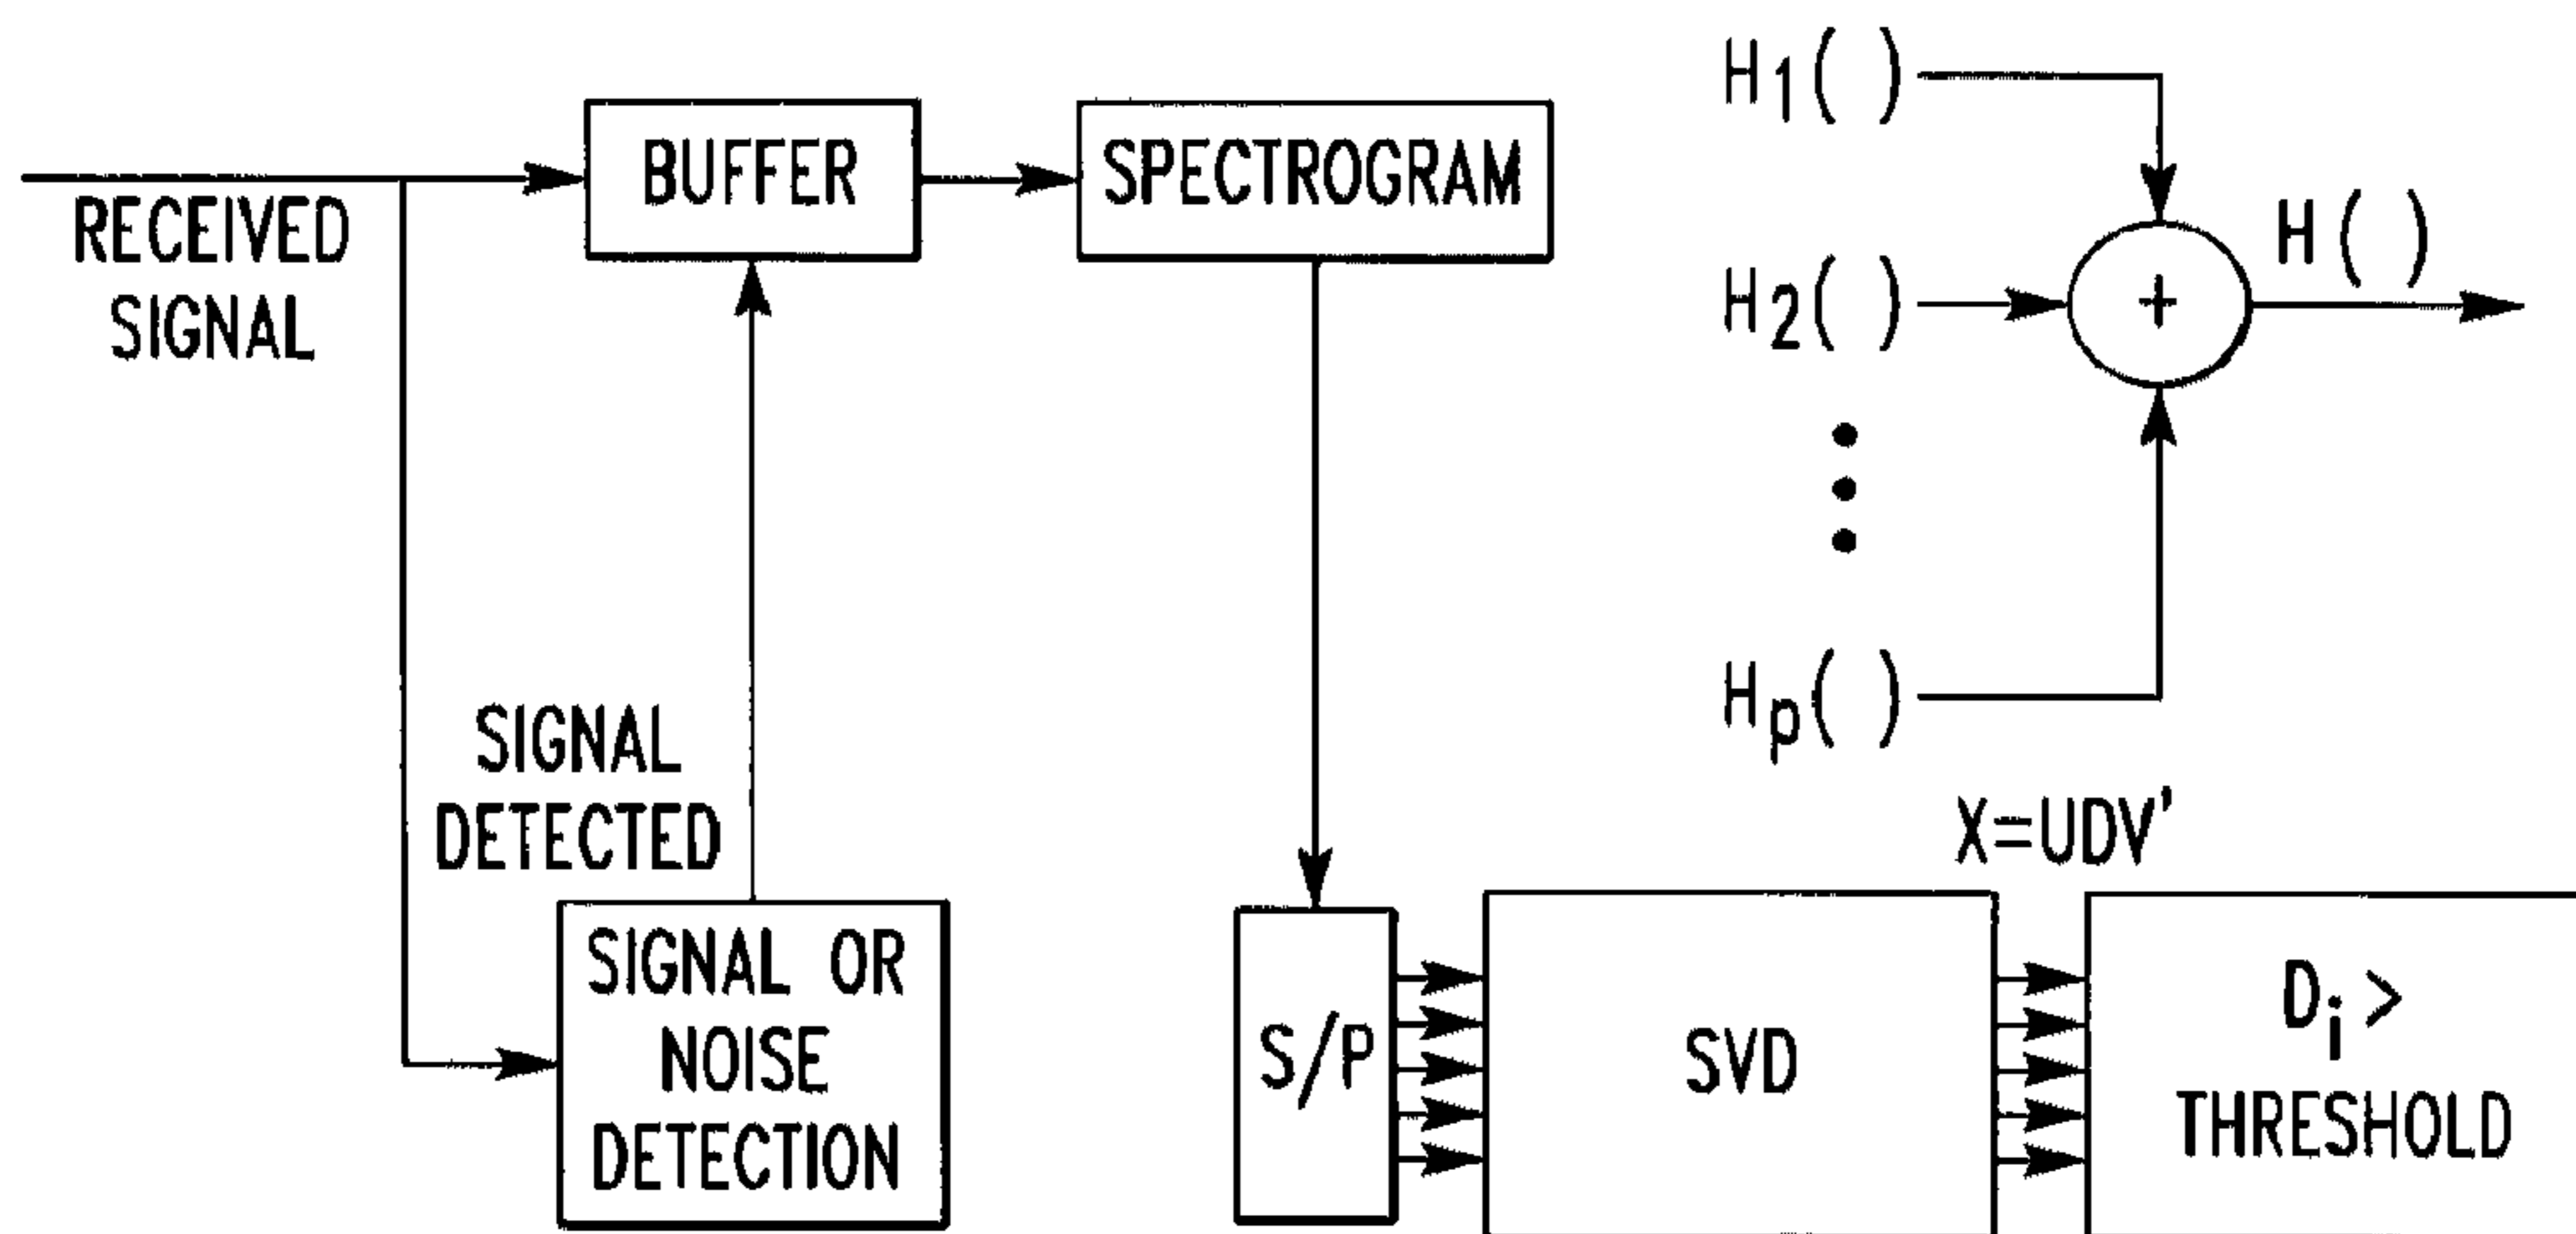 RECEIVED
SIGNAL
BUFFER
SPECTROGRAM
H1( )
H2( )
Hp( )
+
H( )
SIGNAL
DETECTED
SIGNAL OR
NOISE
DETECTION
S/P
SVD
X=UDV'
Di >
THRESHOLD